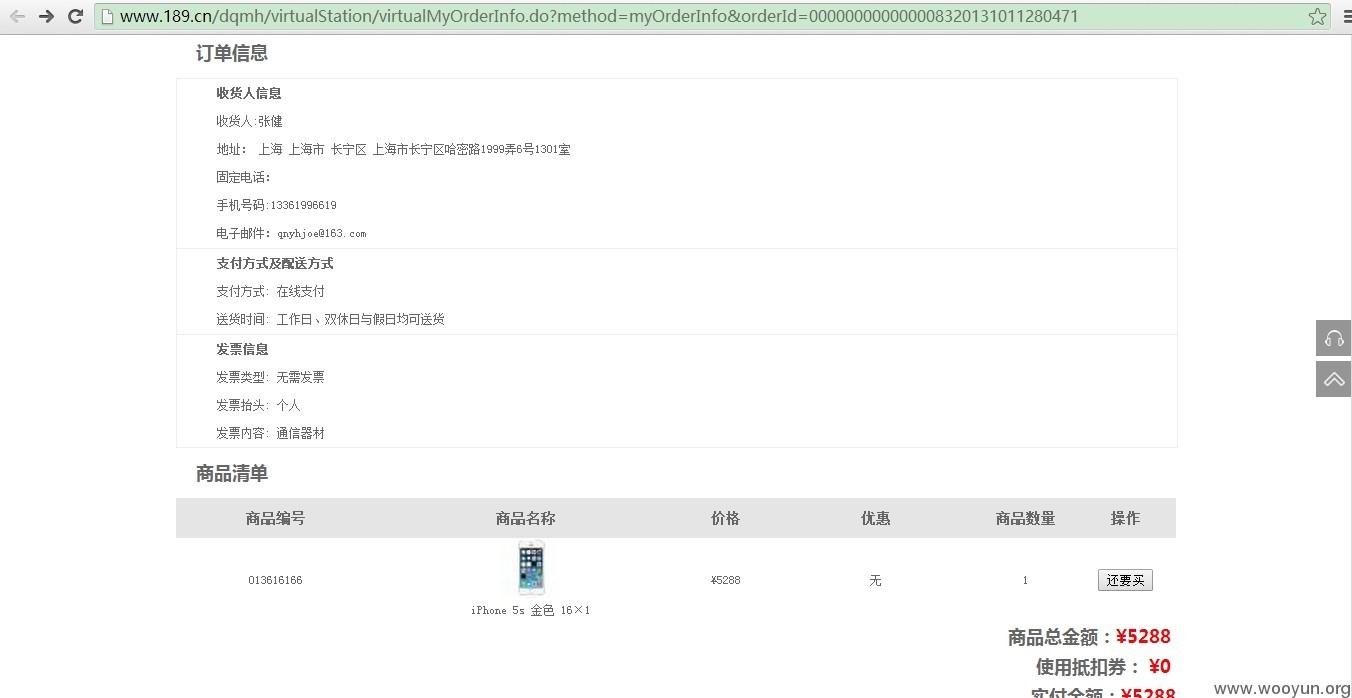 www.189.cn/dqmh/virtualStation/virtualMyOrderInfo.do?method=myOrderInfo&orderId=000000000000008320131011280471
订单信息
收货人信息
收货人:张健
地址： 上海 上海市 长宁区 上海市长宁区哈密路1999弄6号1301室
固定电话:
手机号码:13361996619
电子邮件: qnyhjoe@163.com
支付方式及配送方式
支付方式: 在线支付
送货时间: 工作日、双休日与假日均可送货
发票信息
发票类型: 无需发票
发票抬头: 个人
发票内容: 通信器材
商品清单
商品编号 商品名称 价格 优惠 商品数量 操作
013616166 ¥5288 无 1 还要买
iPhone 5s 金色 16×1
商品总金额：¥5288
使用抵扣券： ¥0
实付金额：¥5288
www.wooyun.org